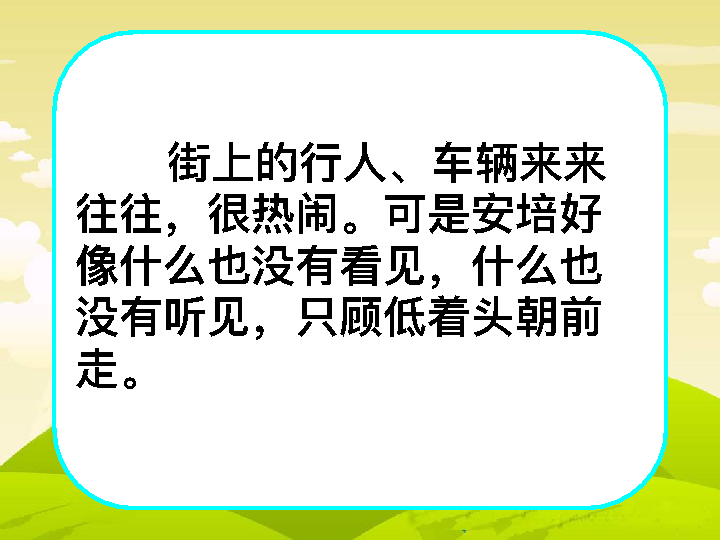 街上的行人、车辆来来
往往，很热闹。可是安培好
像什么也没有看见，什么也
没有听见，只顾低着头朝前
走。